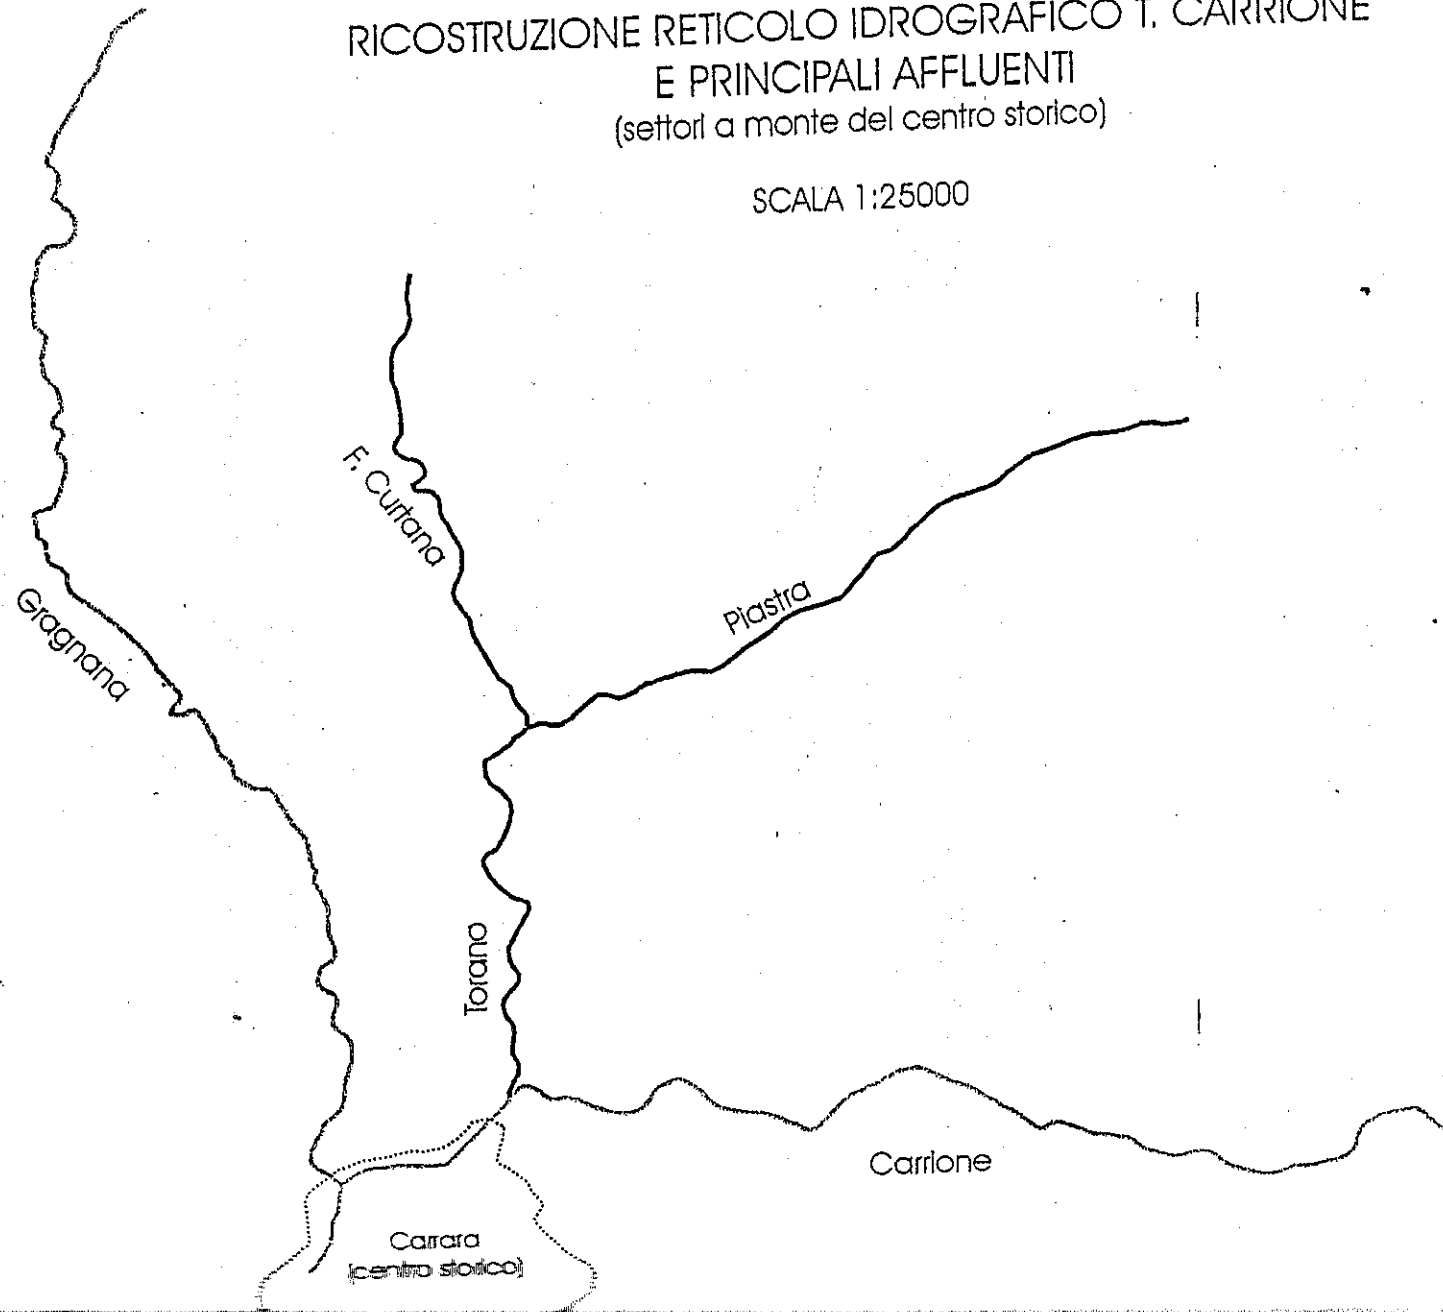 RICOSTRUZIONE RETICOLO IDROGRAFICO T. CARRIONE
E PRINCIPALI AFFLUENTI
(settori a monte del centro storico)
SCALA 1:25000
F. Curtana
Piastra
Gragnana
Torano
Carrione
Carrara
(centro storico)